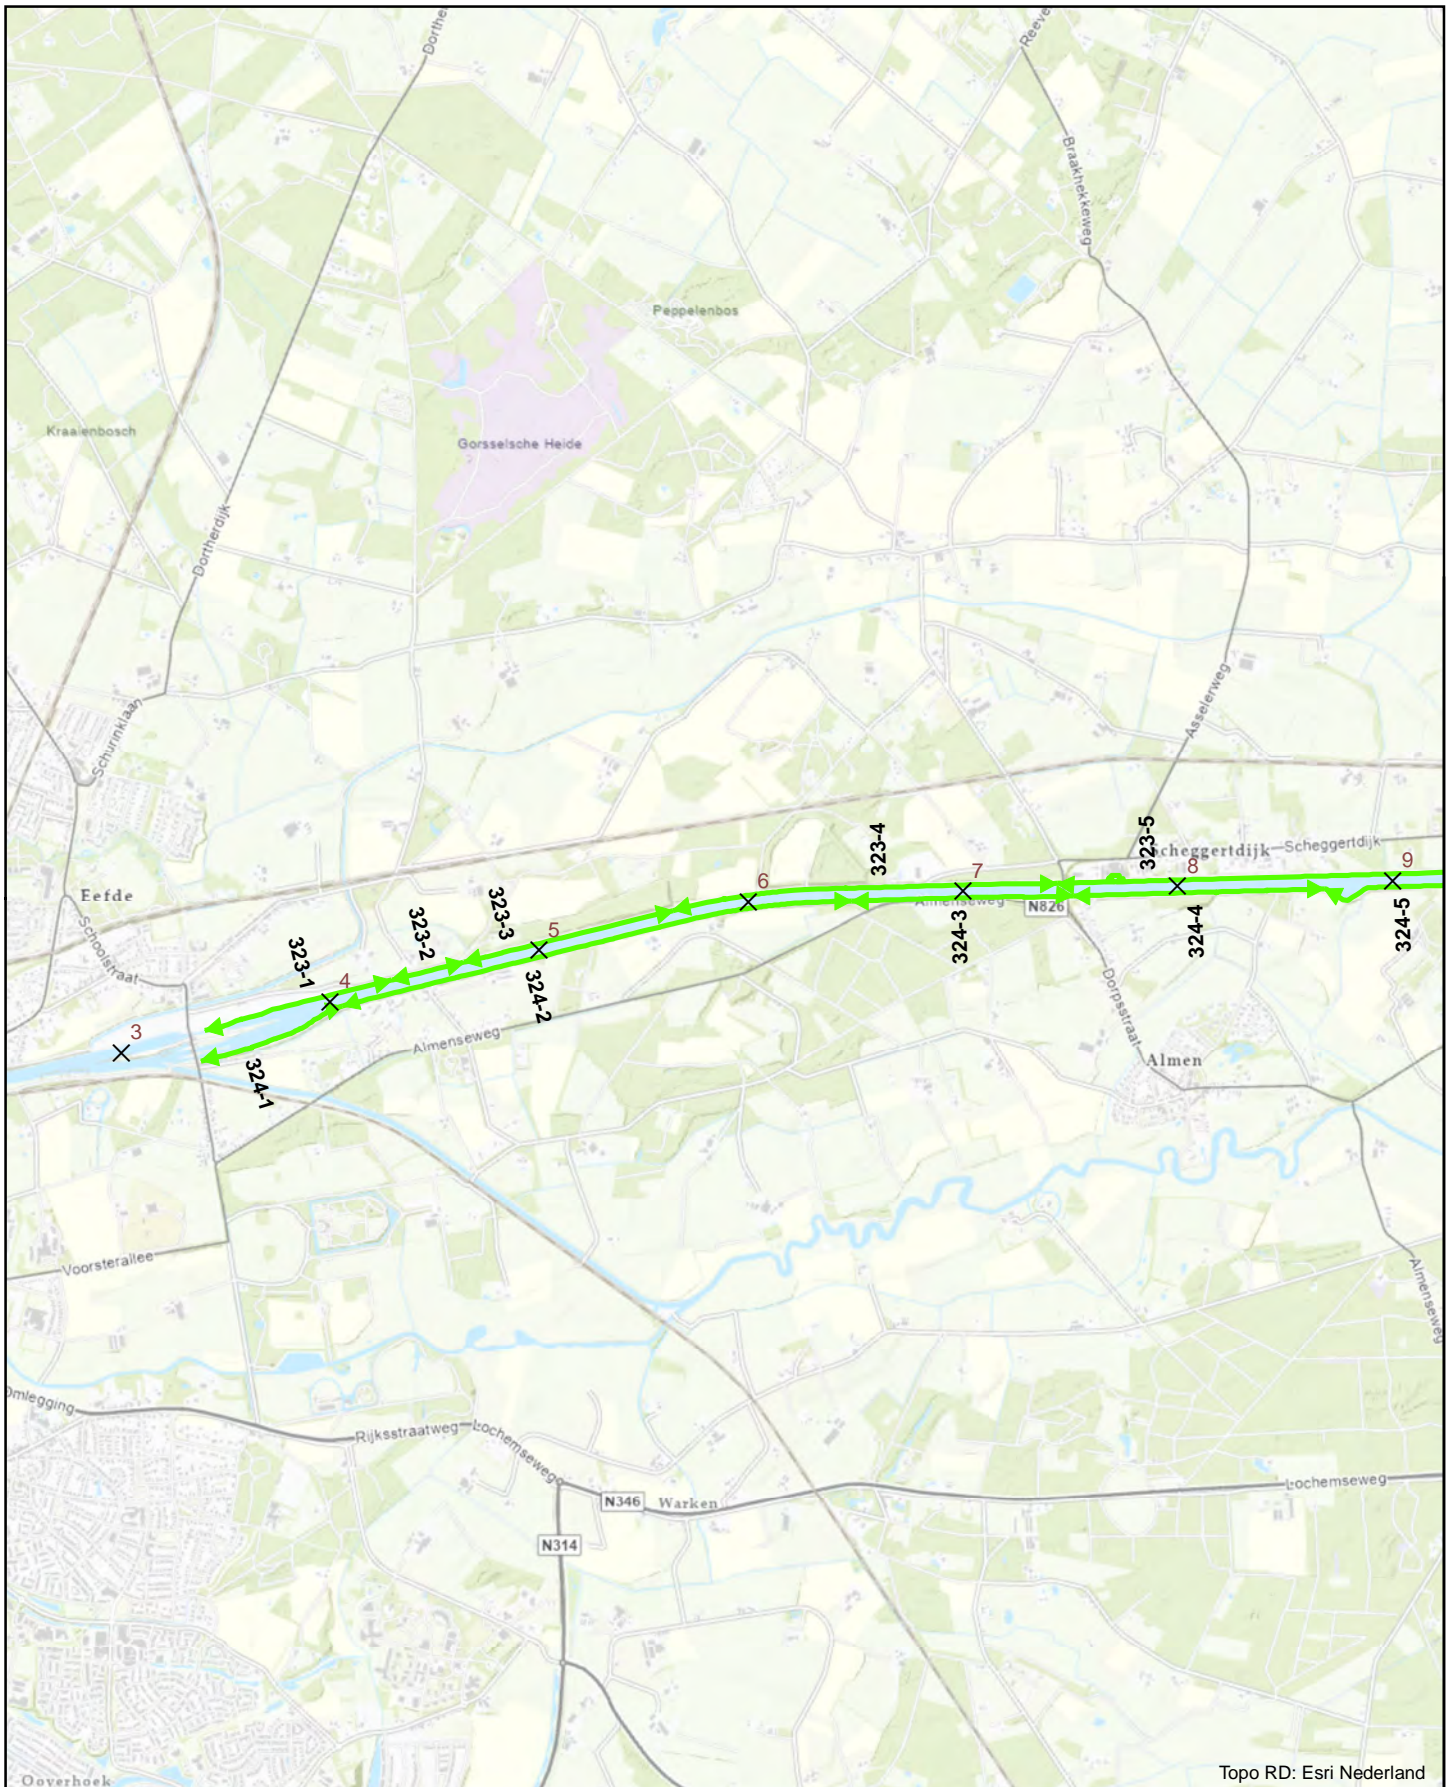 Dorthe
Reeve
Braakhekkeweg
Peppelenbos
Kraaienbosch
Gorsselsche Heide
Dortherdijk
Asselerweg
Schurinklaan
323-4
323-5
Scheggertdijk
Scheggertdijk
Eefde
6
7
8
9
Almenseweg
N826
323-3
323-2
323-1
5
324-3
324-4
324-5
Schoolstraat
4
324-2
3
Dorpsstraat
Almenseweg
Almen
324-1
Voorsterallee
Almenseweg
Omlegging
Rijksstraatweg
Lochemseweg
Lochemseweg
N346
Warken
N314
Ooyerhoek
Topo RD: Esri Nederland